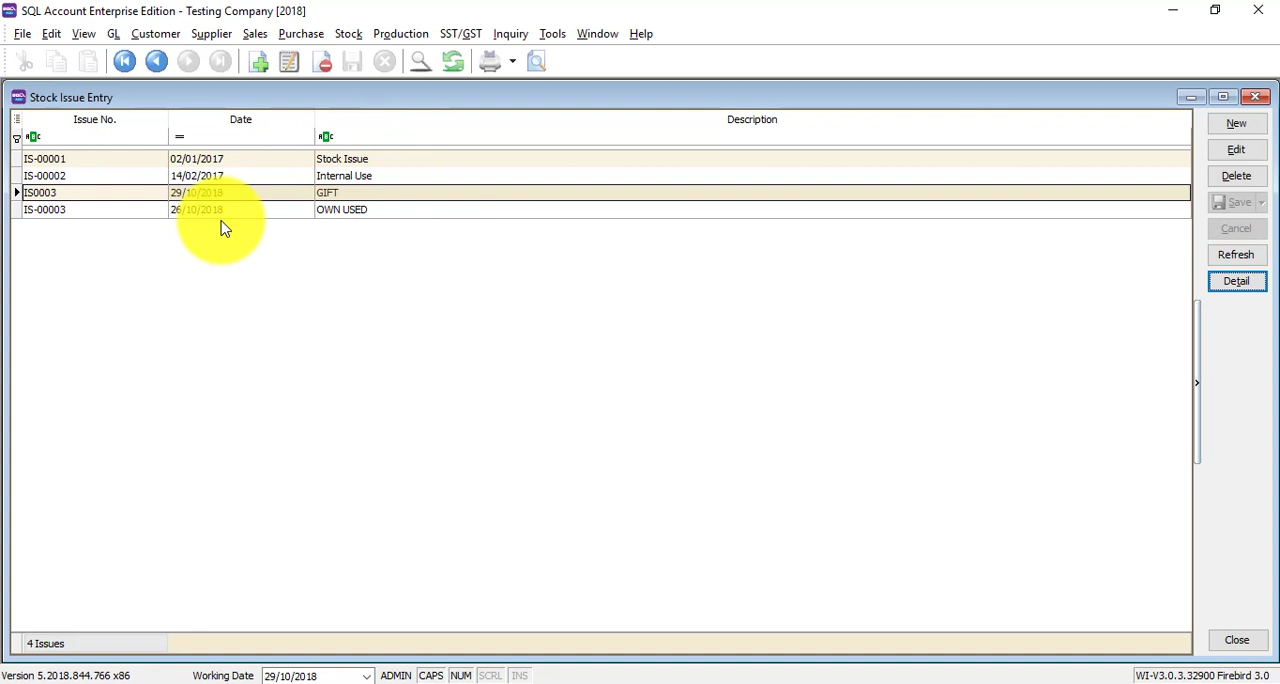 SQL Account Enterprise Edition - Testing Company [2018]
File Edit View GL Customer Supplier Sales Purchase Stock Production SST/GST Inquiry Tools Window Help
Stock Issue Entry
Issue No. Date Description
IS-00001 02/01/2017 Stock Issue
IS-00002 14/02/2017 Internal Use
IS0003 29/10/2018 GIFT
IS-00003 26/10/2018 OWN USED
New
Edit
Delete
Save
Cancel
Refresh
Detail
4 Issues
Close
Version 5.2018.844.766 x86 Working Date 29/10/2018 ADMIN CAPS NUM SCRL INS WI-V3.0.3.32900 Firebird 3.0